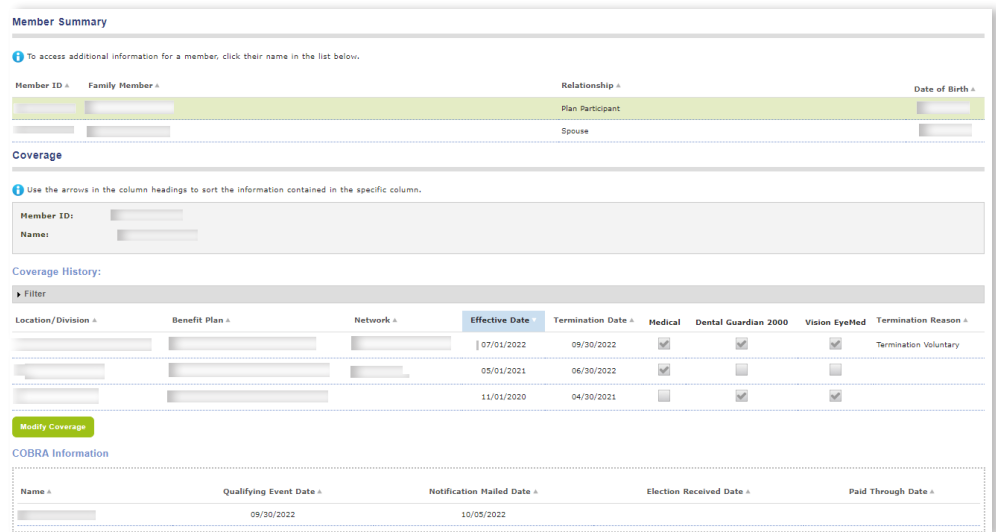 Member Summary
To access additional information for a member, click their name in the list below.
Member ID Family Member Relationship Date of Birth
Plan Participant
Spouse
Coverage
Use the arrows in the column headings to sort the information contained in the specific column.
Member ID:
Name:
Coverage History:
Filter
Location/Division Benefit Plan Network Effective Date Termination Date Medical Dental Guardian 2000 Vision EyeMed Termination Reason
07/01/2022 09/30/2022 Termination Voluntary
05/01/2021 06/30/2022
11/01/2020 04/30/2021
Modify Coverage
COBRA Information
Name Qualifying Event Date Notification Mailed Date Election Received Date Paid Through Date
09/30/2022 10/05/2022